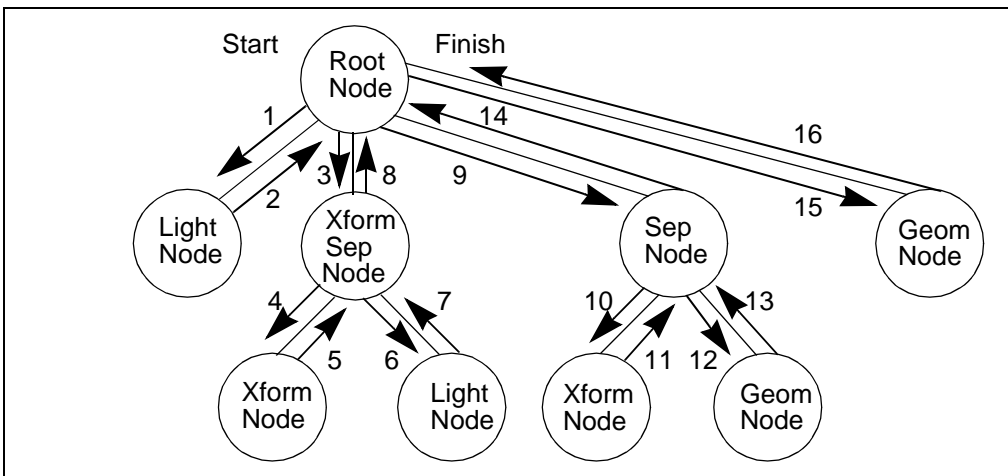 Start
Root
Node
Finish
1
2
3
8
14
9
16
15
Light
Node
Xform
Sep
Node
Sep
Node
Geom
Node
4
5
6
7
10
11
12
13
Xform
Node
Light
Node
Xform
Node
Geom
Node